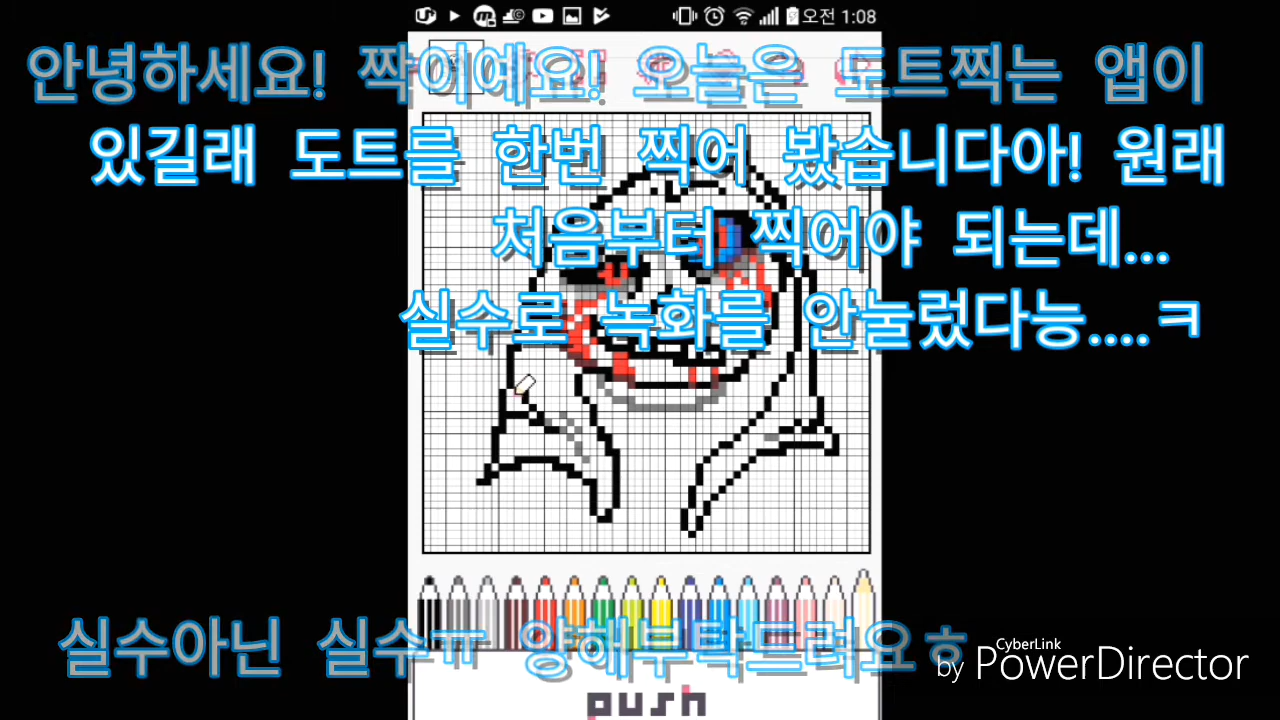 오전 1:08
안녕하세요! 짝이예요! 오늘은 도트찍는 앱이
있길래 도트를 한번 찍어 봤습니다아! 원래
처음부터 찍어야 되는데...
실수로 녹화를 안눌렀다능....ㅋ
실수아닌 실수ㅠ 양해부탁드려요ㅎ
CyberLink
by PowerDirector
push